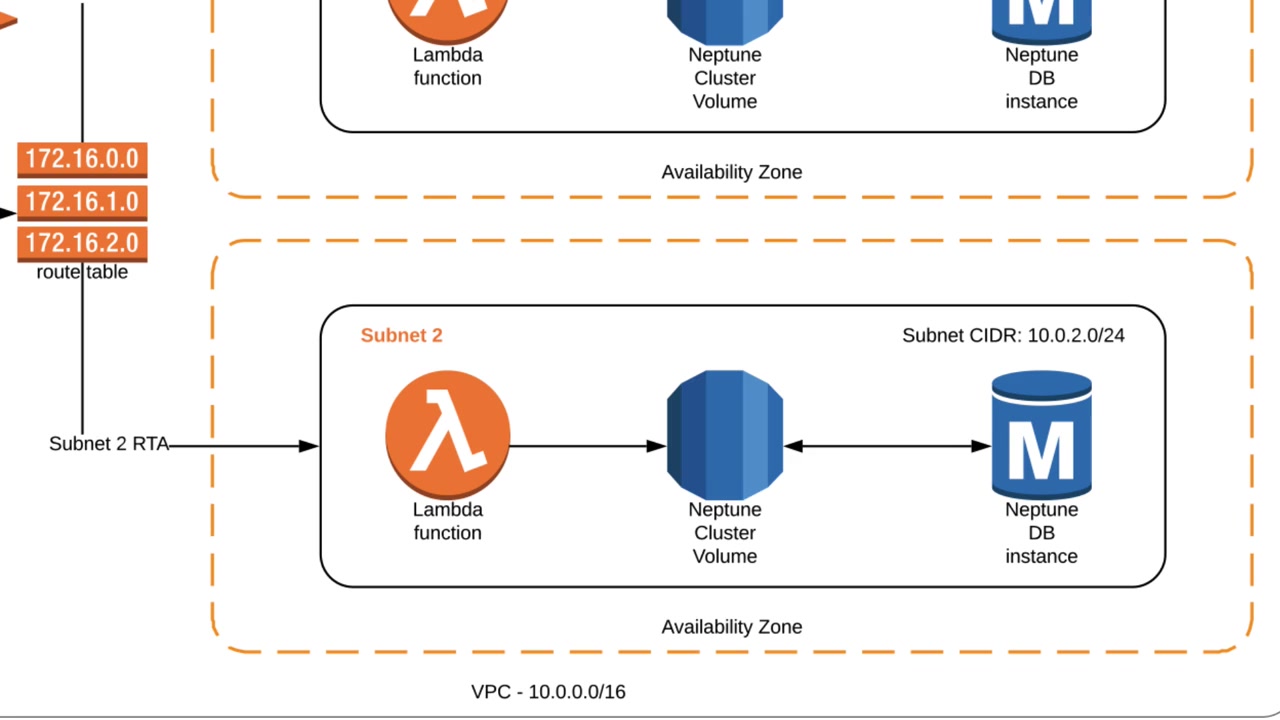 Lambda
function
Neptune
Cluster
Volume
M
Neptune
DB
instance
Availability Zone
172.16.0.0
172.16.1.0
172.16.2.0
route table
Subnet 2
Subnet CIDR: 10.0.2.0/24
Subnet 2 RTA
λ
M
Lambda
function
Neptune
Cluster
Volume
Neptune
DB
instance
Availability Zone
VPC - 10.0.0.0/16